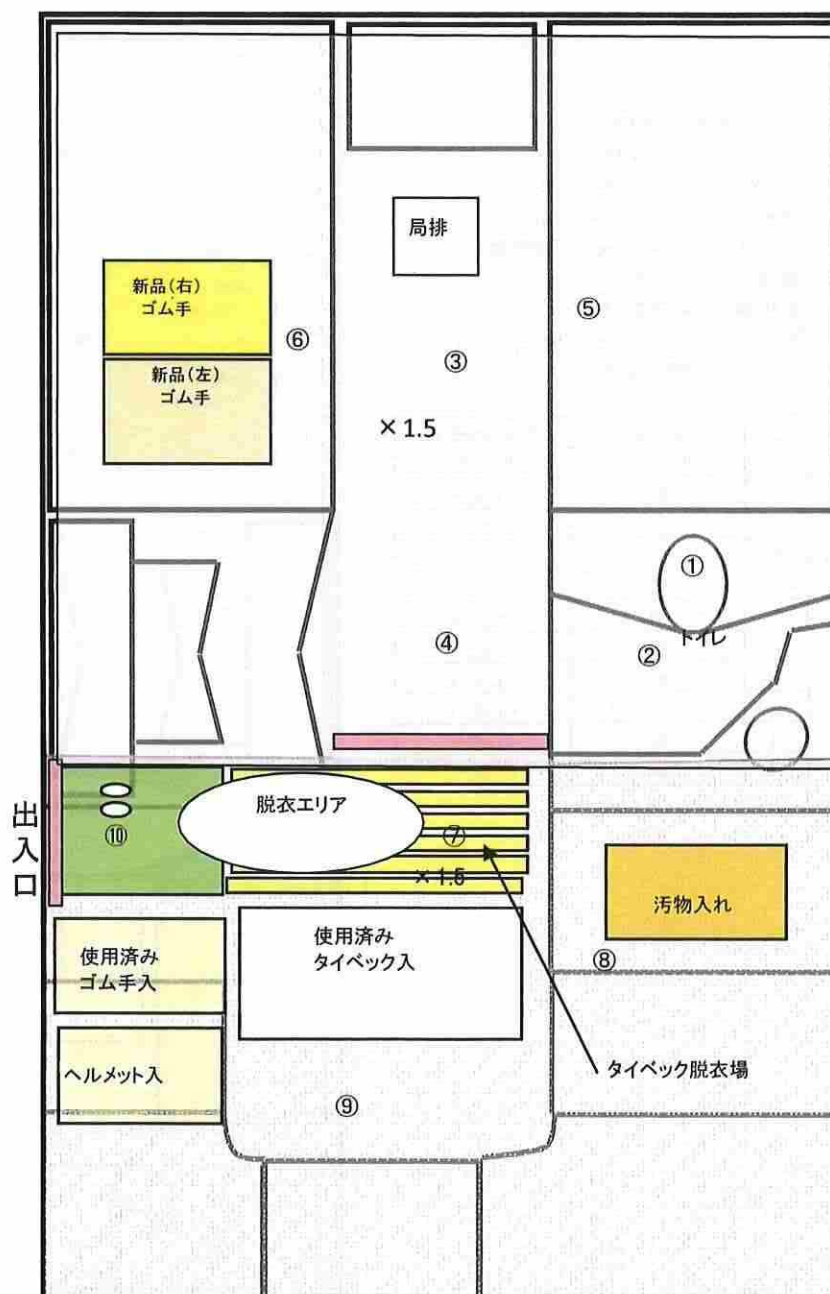 局排
新品(右)
ゴム手
⑥
新品(左)
ゴム手
③
⑤
×1.5
①
トイレ
②
④
出入口
脱衣エリア
⑩
⑦
×1.5
汚物入れ
使用済み
ゴム手入
使用済み
タイベック入
⑧
ヘルメット入
タイベック脱衣場
⑨